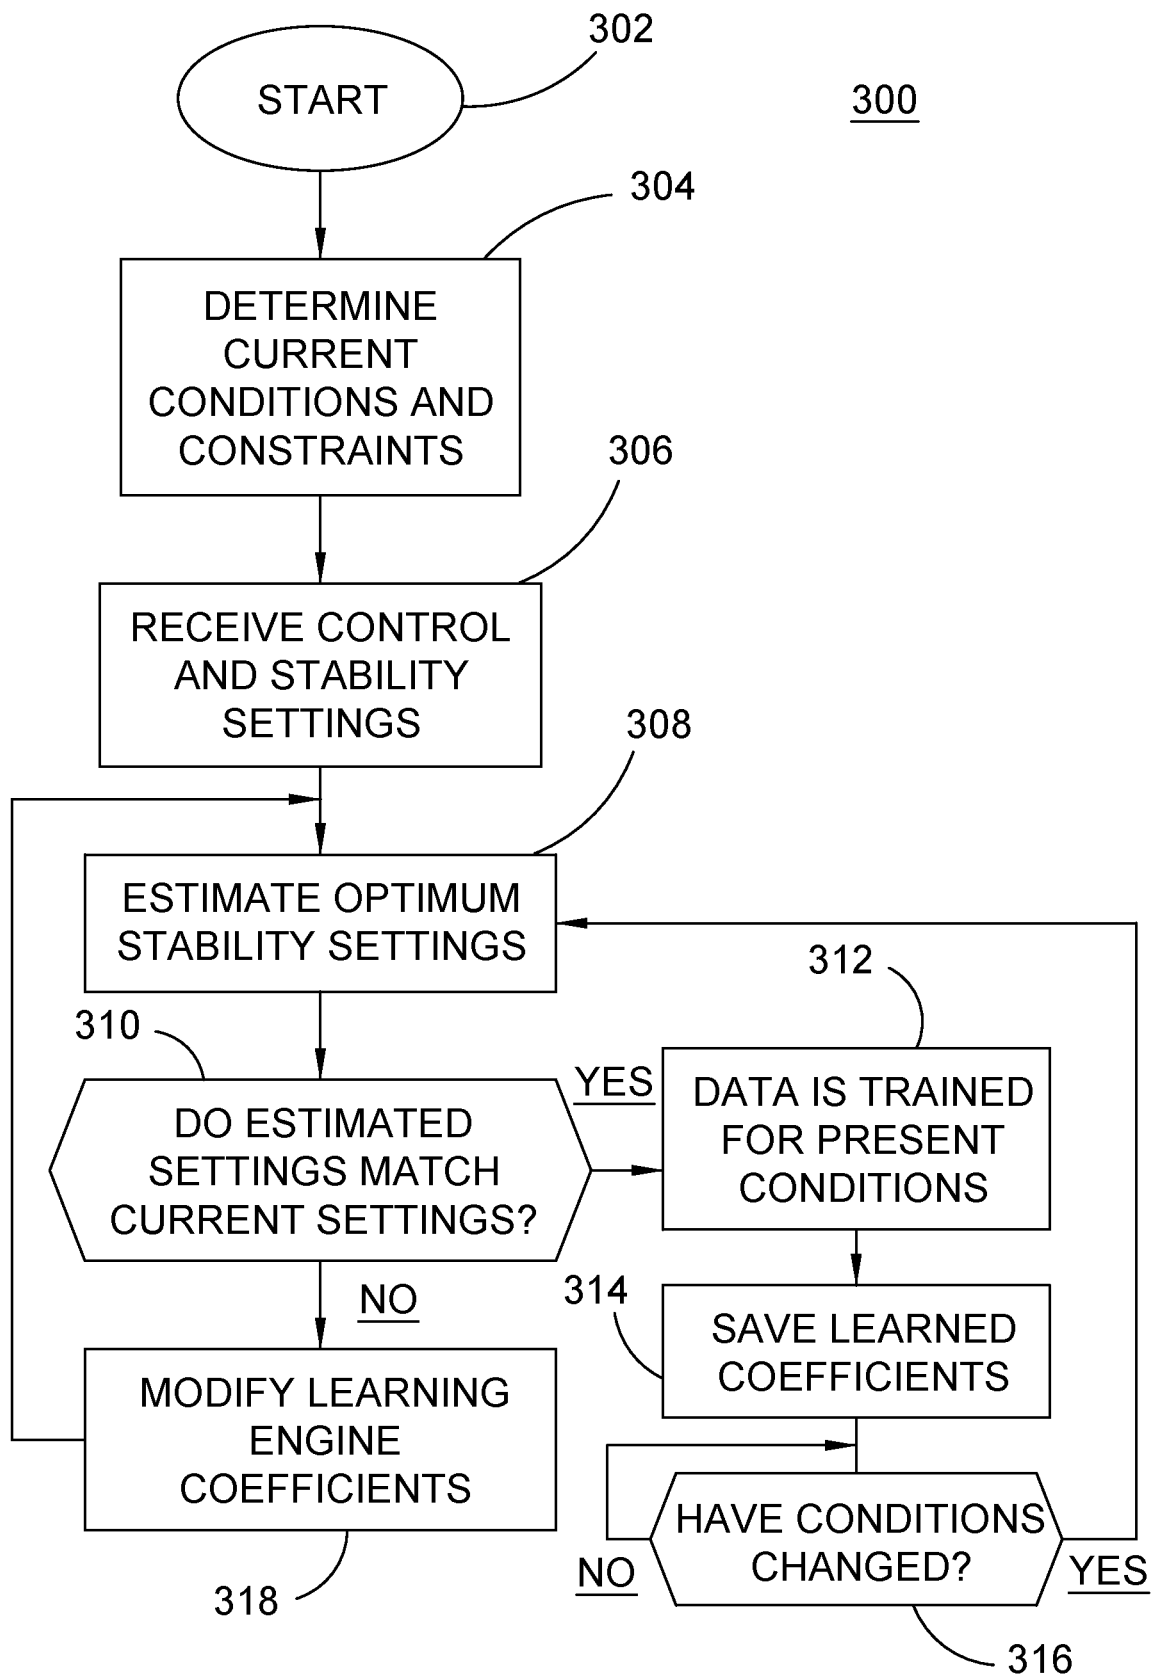 302
START
300
304
DETERMINE
CURRENT
CONDITIONS AND
CONSTRAINTS
306
RECEIVE CONTROL
AND STABILITY
SETTINGS
308
ESTIMATE OPTIMUM
STABILITY SETTINGS
310
DO ESTIMATED
SETTINGS MATCH
CURRENT SETTINGS?
YES
312
DATA IS TRAINED
FOR PRESENT
CONDITIONS
NO
314
SAVE LEARNED
COEFFICIENTS
MODIFY LEARNING
ENGINE
COEFFICIENTS
318
HAVE CONDITIONS
CHANGED?
NO
YES
316